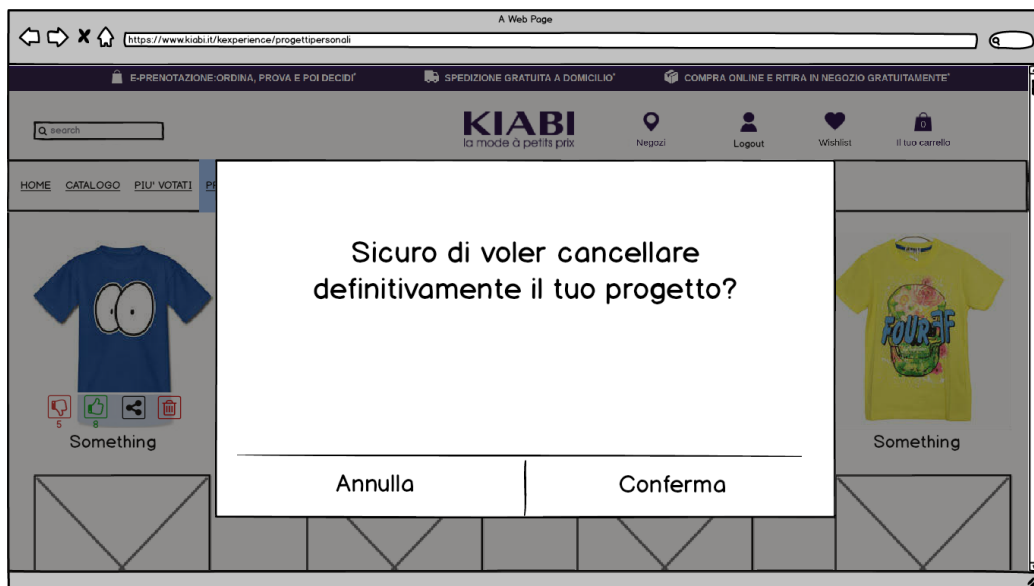 A Web Page
https://www.kiabi.it/kexperience/progettipersonali
E-PRENOTAZIONE:ORDINA, PROVA E POI DECIDI* SPEDIZIONE GRATUITA A DOMICILIO* COMPRA ONLINE E RITIRA IN NEGOZIO GRATUITAMENTE*
search
KIABI
la mode à petits prix
Negozi
Logout
Wishlist
0
Il tuo carrello
HOME CATALOGO PIU' VOTATI
Sicuro di voler cancellare
definitivamente il tuo progetto?
FOUR
5 8
Something
Something
Annulla Conferma